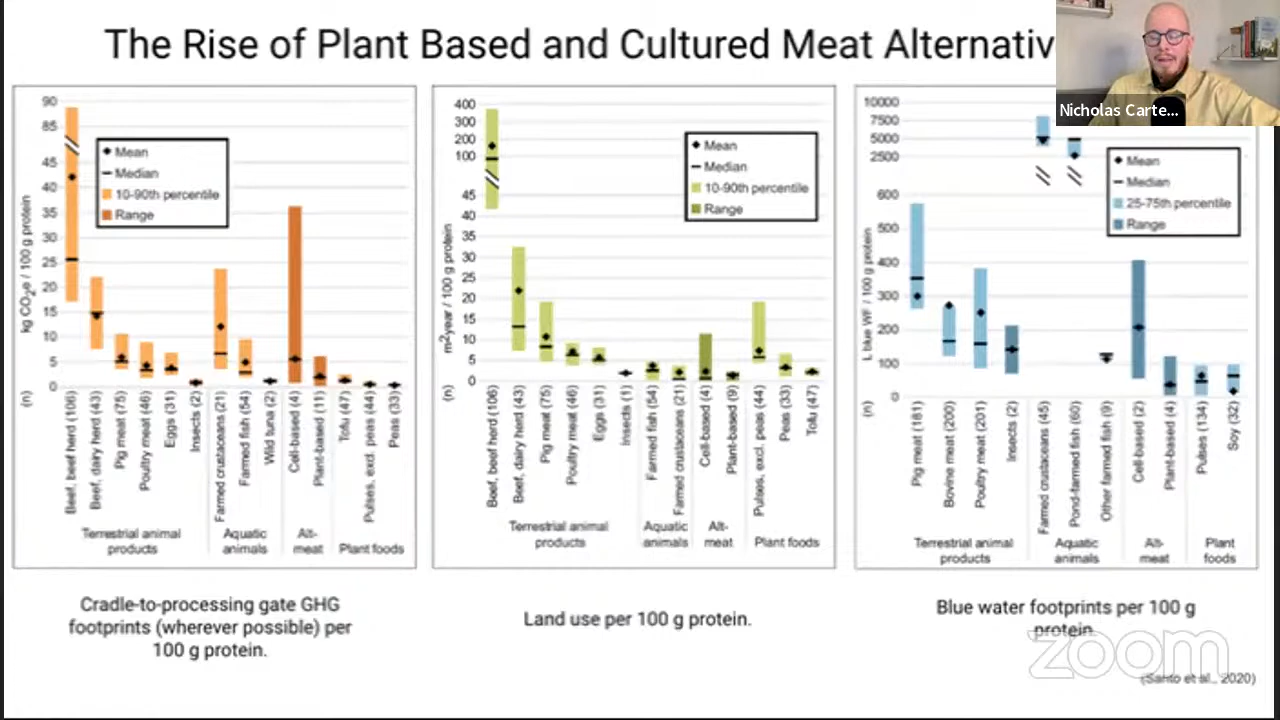 The Rise of Plant Based and Cultured Meat Alternativ
Nicholas Carte...
90
85
45
40
35
30
25
20
15
10
5
0
kg CO2e / 100 g protein
(n)
Mean
Median
10-90th percentile
Range
Beef, beef herd (106)
Beef, dairy herd (43)
Pig meat (75)
Poultry meat (46)
Eggs (31)
Insects (2)
Farmed crustaceans (21)
Farmed fish (54)
Wild tuna (2)
Cell-based (4)
Plant-based (11)
Tofu (47)
Pulses, excl. peas (44)
Peas (33)
Terrestrial animal
products
Aquatic
animals
Alt-
meat
Plant foods
Cradle-to-processing gate GHG
footprints (wherever possible) per
100 g protein.
400
300
200
100
45
40
35
30
25
20
15
10
5
0
m2year / 100 g protein
(n)
Mean
Median
10-90th percentile
Range
Beef, beef herd (106)
Beef, dairy herd (43)
Pig meat (75)
Poultry meat (46)
Eggs (31)
Insects (1)
Farmed fish (54)
Farmed crustaceans (21)
Cell-based (4)
Plant-based (9)
Pulses, excl. peas (44)
Peas (33)
Tofu (47)
Terrestrial animal
products
Aquatic
animals
Alt-
meat
Plant foods
Land use per 100 g protein.
10000
7500
5000
2500
600
500
400
300
200
100
0
L blue WF / 100 g protein
(n)
Mean
Median
25-75th percentile
Range
Pig meat (181)
Bovine meat (200)
Poultry meat (201)
Insects (2)
Farmed crustaceans (45)
Pond-farmed fish (60)
Other farmed fish (9)
Cell-based (2)
Plant-based (4)
Pulses (134)
Soy (32)
Terrestrial animal
products
Aquatic
animals
Alt-
meat
Plant
foods
Blue water footprints per 100 g
protein.
zoom
(Santo et al., 2020)